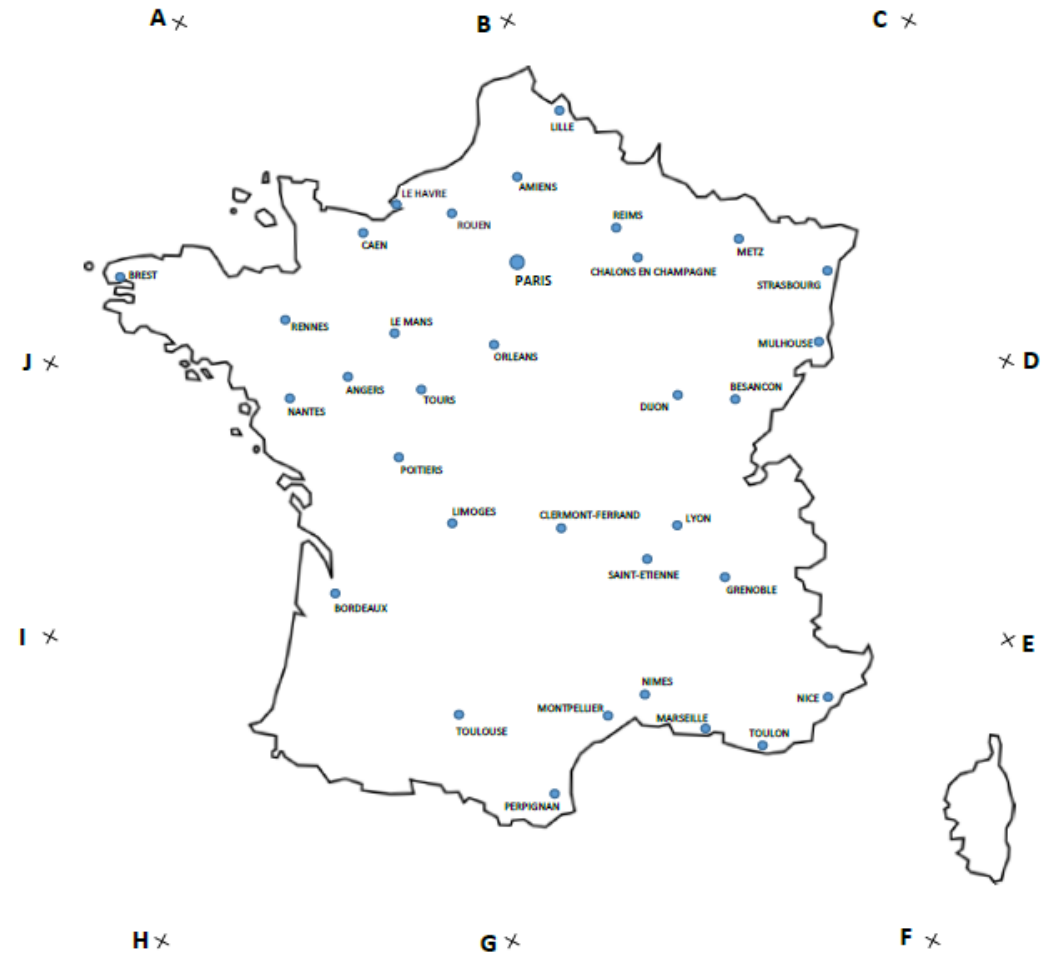 A
B
C
LILLE
AMIENS
LE HAVRE
ROUEN
REIMS
CAEN
METZ
CHALONS EN CHAMPAGNE
BREST
PARIS
STRASBOURG
LE MANS
RENNES
MULHOUSE
ORLEANS
J
D
ANGERS
BESANCON
TOURS
DIJON
NANTES
POITIERS
LIMOGES
CLERMONT-FERRAND
LYON
SAINT-ETIENNE
GRENOBLE
BORDEAUX
I
E
NIMES
NICE
MONTPELLIER
MARSEILLE
TOULOUSE
TOULON
PERPIGNAN
H
G
F